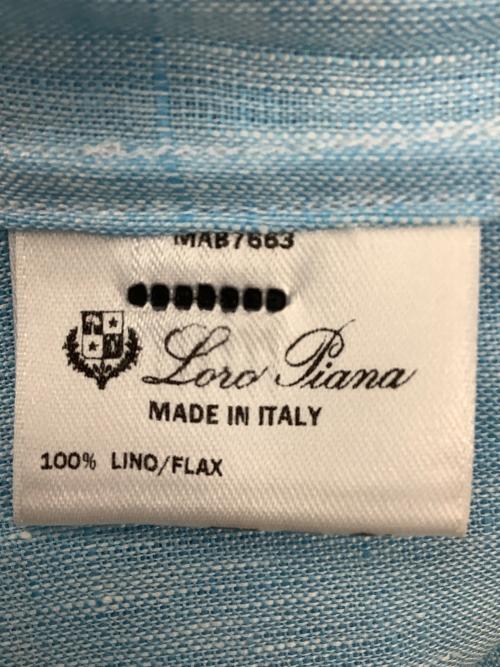 MAB7663
Loro Piana
MADE IN ITALY
100% LINO/FLAX